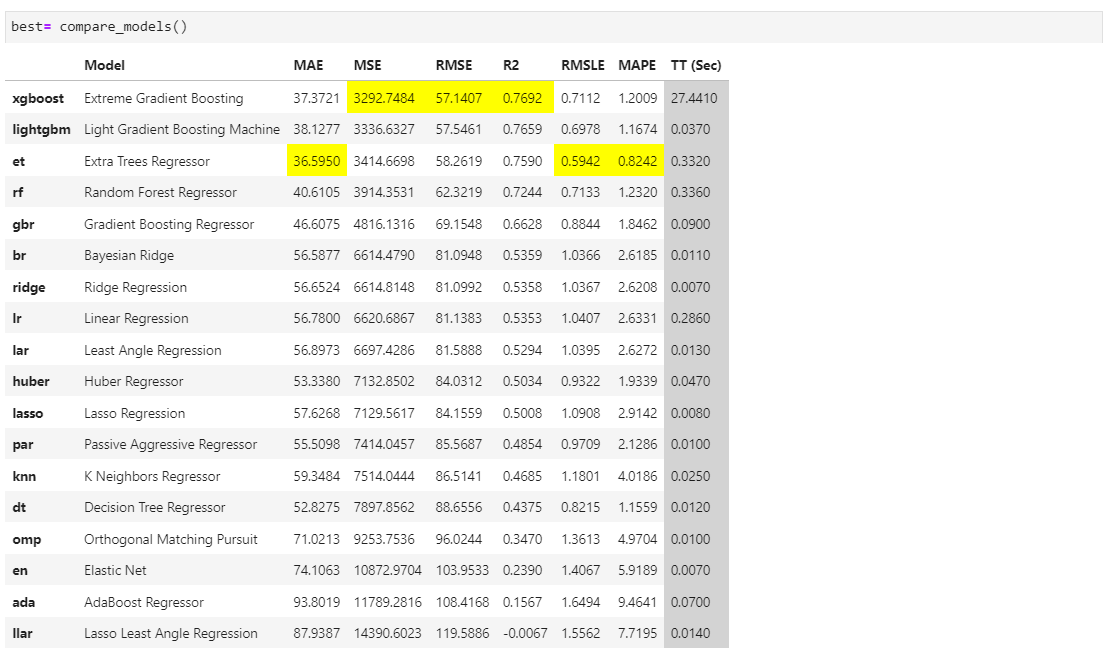 best= compare_models()
Model MAE MSE RMSE R2 RMSLE MAPE TT (Sec)
xgboost Extreme Gradient Boosting 37.3721 3292.7484 57.1407 0.7692 0.7112 1.2009 27.4410
lightgbm Light Gradient Boosting Machine 38.1277 3336.6327 57.5461 0.7659 0.6978 1.1674 0.0370
et Extra Trees Regressor 36.5950 3414.6698 58.2619 0.7590 0.5942 0.8242 0.3320
rf Random Forest Regressor 40.6105 3914.3531 62.3219 0.7244 0.7133 1.2320 0.3360
gbr Gradient Boosting Regressor 46.6075 4816.1316 69.1548 0.6628 0.8844 1.8462 0.0900
br Bayesian Ridge 56.5877 6614.4790 81.0948 0.5359 1.0366 2.6185 0.0110
ridge Ridge Regression 56.6524 6614.8148 81.0992 0.5358 1.0367 2.6208 0.0070
lr Linear Regression 56.7800 6620.6867 81.1383 0.5353 1.0407 2.6331 0.2860
lar Least Angle Regression 56.8973 6697.4286 81.5888 0.5294 1.0395 2.6272 0.0130
huber Huber Regressor 53.3380 7132.8502 84.0312 0.5034 0.9322 1.9339 0.0470
lasso Lasso Regression 57.6268 7129.5617 84.1559 0.5008 1.0908 2.9142 0.0080
par Passive Aggressive Regressor 55.5098 7414.0457 85.5687 0.4854 0.9709 2.1286 0.0100
knn K Neighbors Regressor 59.3484 7514.0444 86.5141 0.4685 1.1801 4.0186 0.0250
dt Decision Tree Regressor 52.8275 7897.8562 88.6556 0.4375 0.8215 1.1559 0.0120
omp Orthogonal Matching Pursuit 71.0213 9253.7536 96.0244 0.3470 1.3613 4.9704 0.0100
en Elastic Net 74.1063 10872.9704 103.9533 0.2390 1.4067 5.9189 0.0070
ada AdaBoost Regressor 93.8019 11789.2816 108.4168 0.1567 1.6494 9.4641 0.0700
llar Lasso Least Angle Regression 87.9387 14390.6023 119.5886 -0.0067 1.5562 7.7195 0.0140